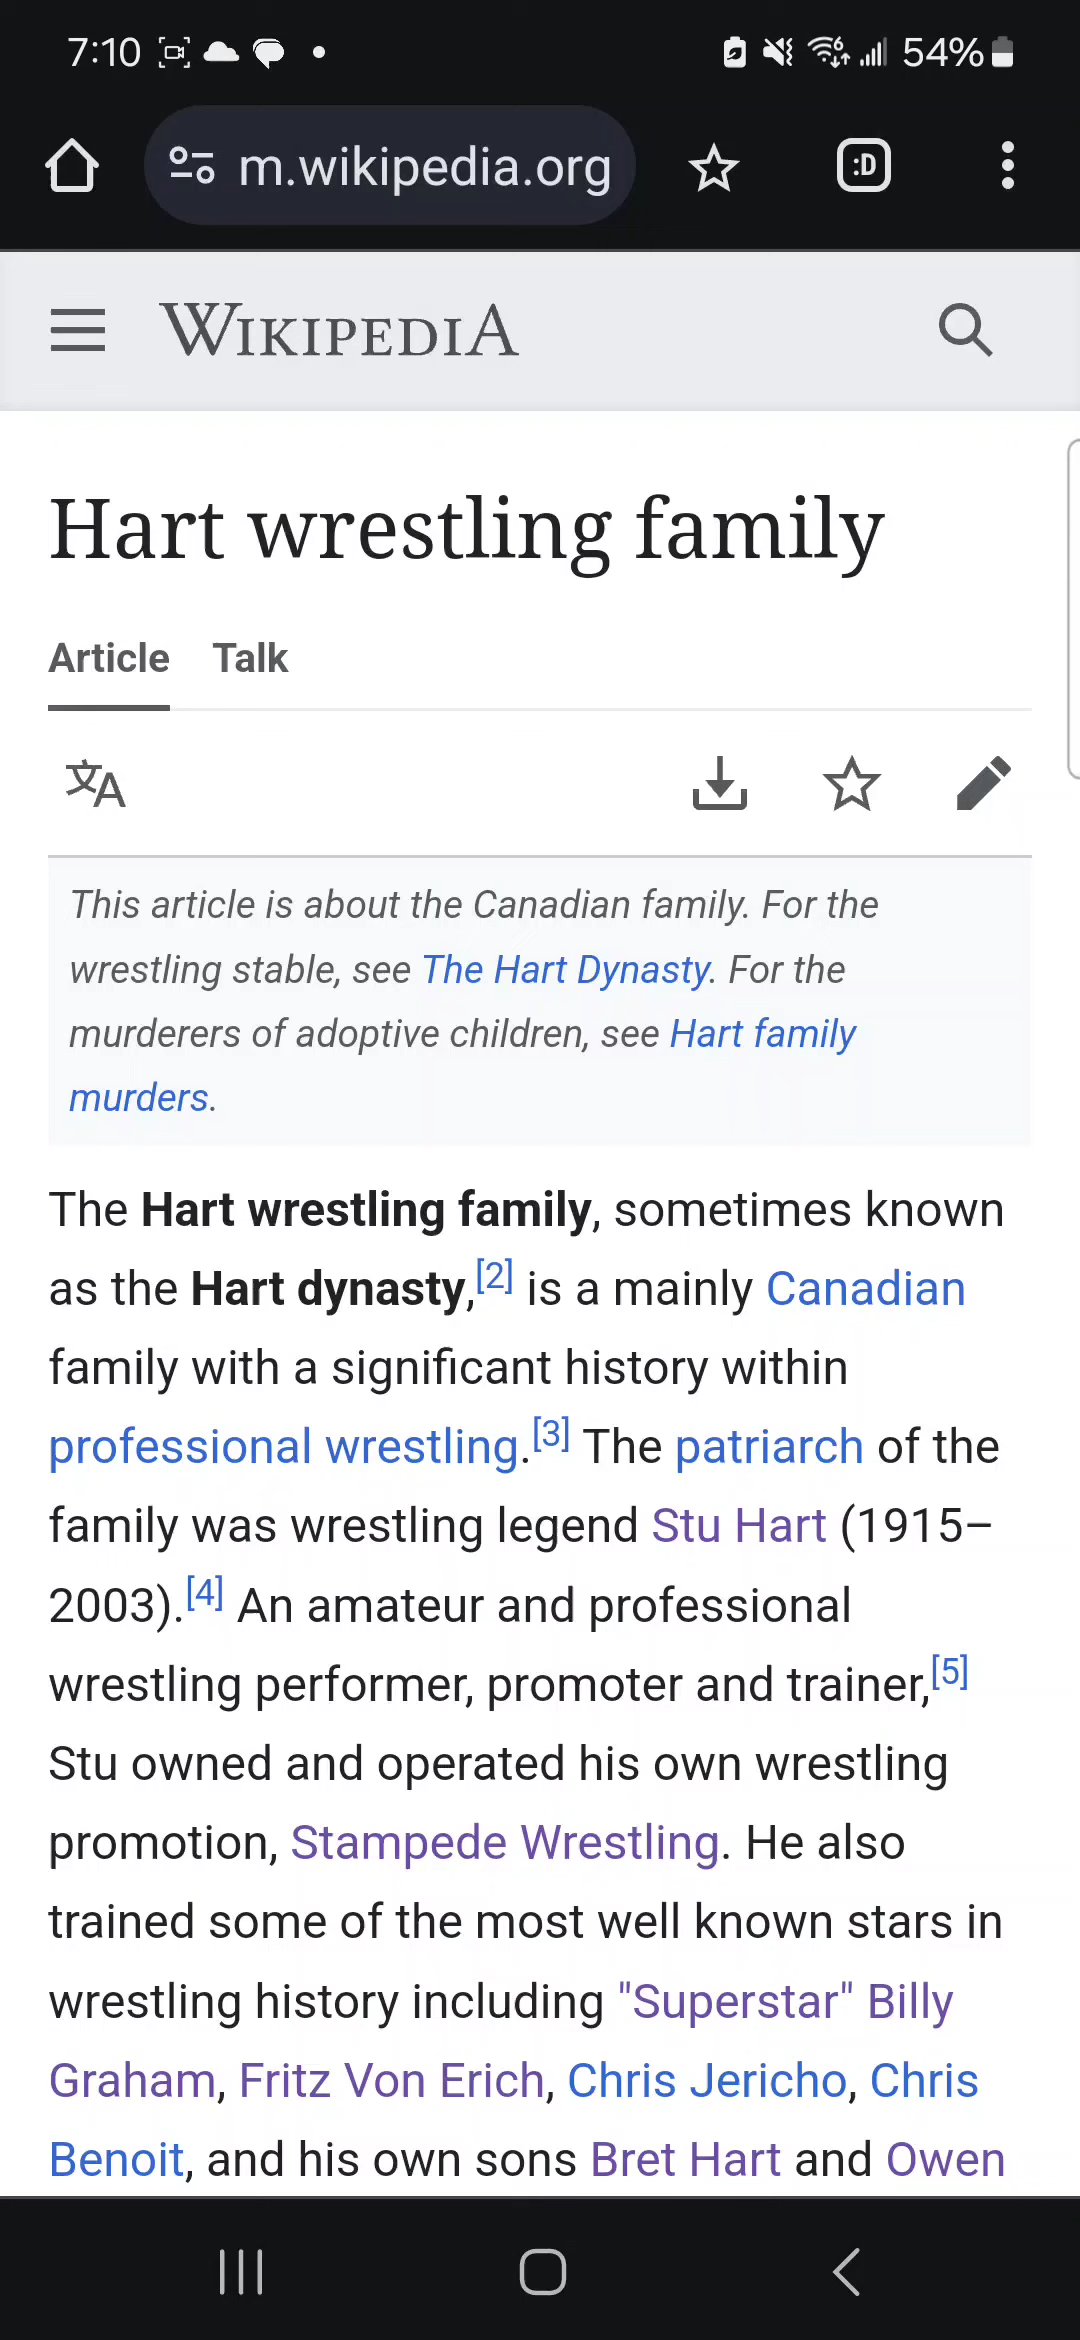 7:10
54%
m.wikipedia.org
:D
WIKIPEDIA
Hart wrestling family
Article Talk
文A
This article is about the Canadian family. For the
wrestling stable, see The Hart Dynasty. For the
murderers of adoptive children, see Hart family
murders.
The Hart wrestling family, sometimes known
as the Hart dynasty,[2] is a mainly Canadian
family with a significant history within
professional wrestling.[3] The patriarch of the
family was wrestling legend Stu Hart (1915–
2003).[4] An amateur and professional
wrestling performer, promoter and trainer,[5]
Stu owned and operated his own wrestling
promotion, Stampede Wrestling. He also
trained some of the most well known stars in
wrestling history including "Superstar" Billy
Graham, Fritz Von Erich, Chris Jericho, Chris
Benoit, and his own sons Bret Hart and Owen